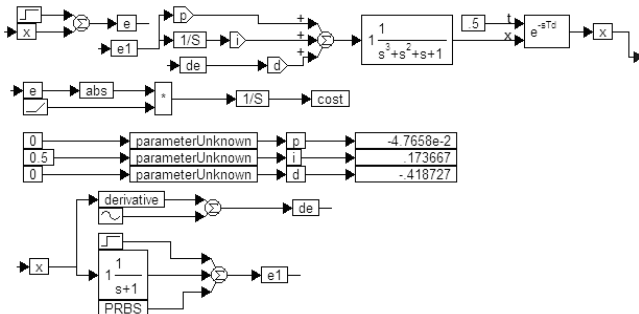 p
x Σ e + t
e1 1/S i + Σ 1 1 / s³+s²+s+1 .5 e^-sTd x
de d + x
e abs * 1/S cost
0 parameterUnknown p -4.7658e-2
0.5 parameterUnknown i .173667
0 parameterUnknown d -.418727
derivative Σ de
x 1 1 / s+1 Σ e1
PRBS